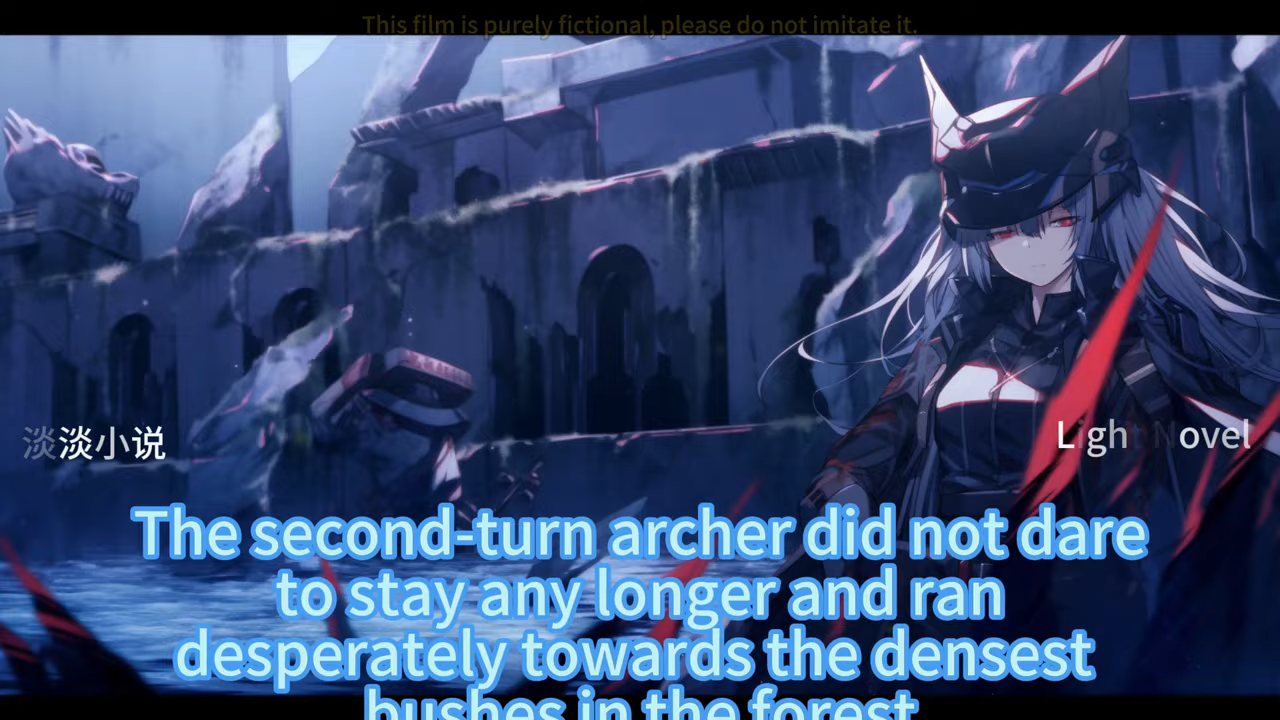 This film is purely fictional, please do not imitate it.
淡淡小说
Light Novel
The second-turn archer did not dare
to stay any longer and ran
desperately towards the densest
bushes in the forest